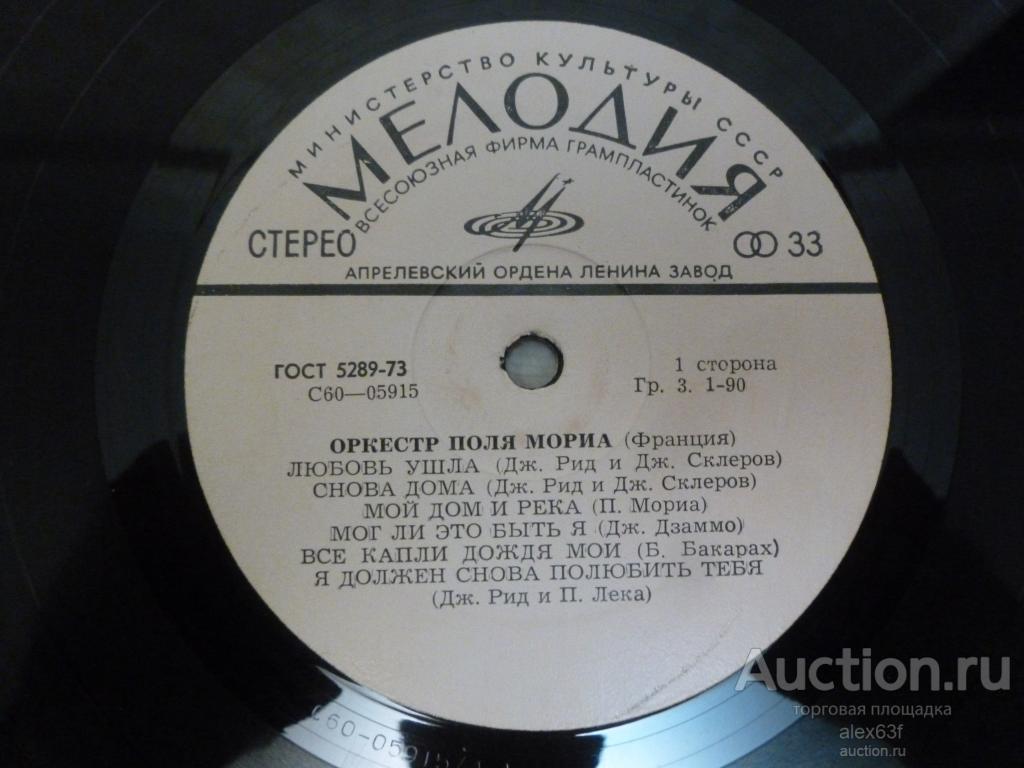 МИНИСТЕРСТВО КУЛЬТУРЫ СССР
МЕЛОДИЯ
ВСЕСОЮЗНАЯ ФИРМА ГРАМПЛАСТИНОК
СТЕРЕО
33
АПРЕЛЕВСКИЙ ОРДЕНА ЛЕНИНА ЗАВОД
ГОСТ 5289-73
1 сторона
С60—05915
Гр. 3. 1-90
ОРКЕСТР ПОЛЯ МОРИА (Франция)
ЛЮБОВЬ УШЛА (Дж. Рид и Дж. Склеров)
СНОВА ДОМА (Дж. Рид и Дж. Склеров)
МОЙ ДОМ И РЕКА (П. Мориа)
МОГ ЛИ ЭТО БЫТЬ Я (Дж. Дзаммо)
ВСЕ КАПЛИ ДОЖДЯ МОИ (Б. Бакарах)
Я ДОЛЖЕН СНОВА ПОЛЮБИТЬ ТЕБЯ
(Дж. Рид и П. Лека)
Auction.ru
торговая площадка
alex63f
auction.ru